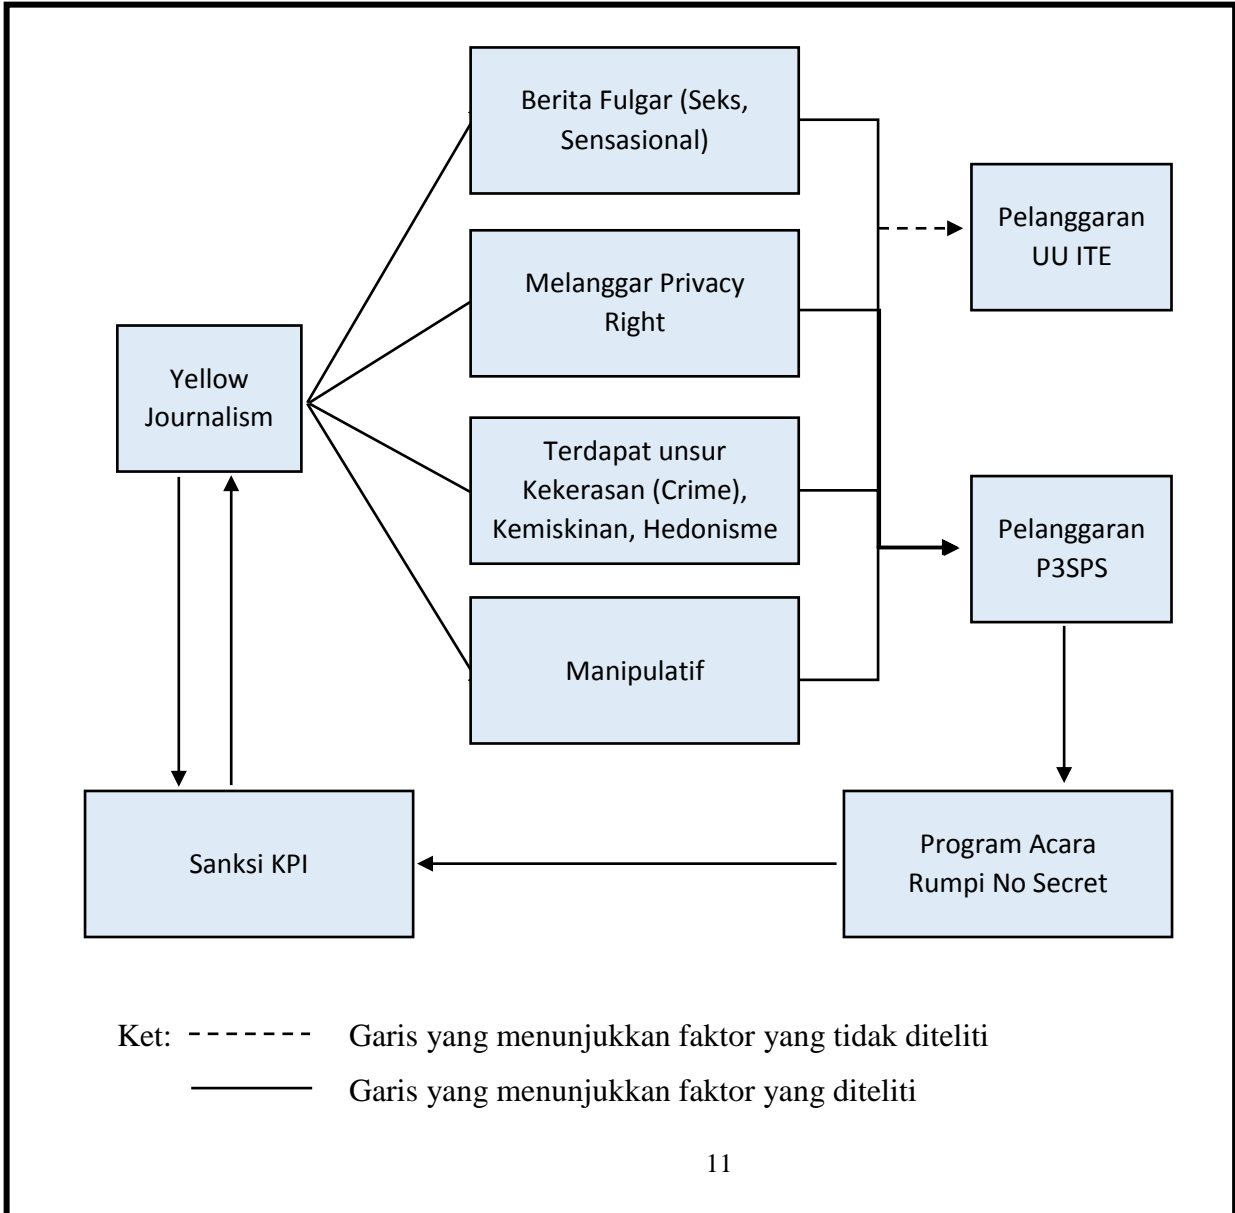 Berita Fulgar (Seks,
Sensasional)
Pelanggaran
UU ITE
Melanggar Privacy
Right
Yellow
Journalism
Terdapat unsur
Kekerasan (Crime),
Kemiskinan, Hedonisme
Pelanggaran
P3SPS
Manipulatif
Sanksi KPI
Program Acara
Rumpi No Secret
Ket: Garis yang menunjukkan faktor yang tidak diteliti
Garis yang menunjukkan faktor yang diteliti
11